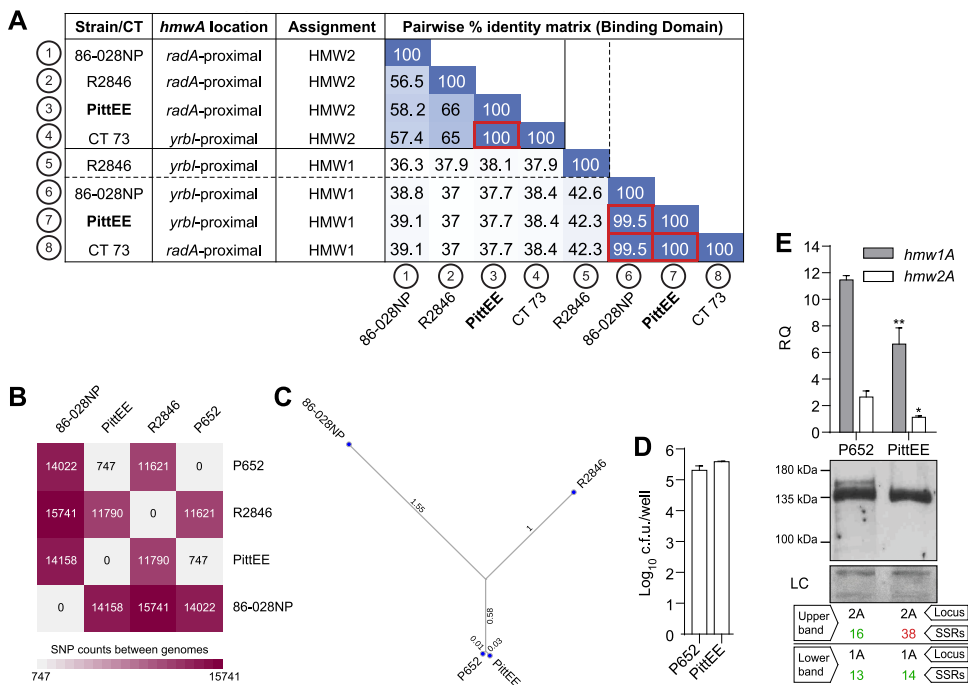 A
Strain/CT hmwA location Assignment Pairwise % identity matrix (Binding Domain)
1 86-028NP radA-proximal HMW2 100
2 R2846 radA-proximal HMW2 56.5 100
3 PittEE radA-proximal HMW2 58.2 66 100
4 CT 73 yrbI-proximal HMW2 57.4 65 100 100
5 R2846 yrbI-proximal HMW1 36.3 37.9 38.1 37.9 100
6 86-028NP yrbI-proximal HMW1 38.8 37 37.7 38.4 42.6 100
7 PittEE yrbI-proximal HMW1 39.1 37 37.7 38.4 42.3 99.5 100
8 CT 73 radA-proximal HMW1 39.1 37 37.7 38.4 42.3 99.5 100 100
1 2 3 4 5 6 7 8
86-028NP R2846 PittEE CT 73 R2846 86-028NP PittEE CT 73
B
86-028NP PittEE R2846 P652
14022 747 11621 0 P652
15741 11790 0 11621 R2846
14158 0 11790 747 PittEE
0 14158 15741 14022 86-028NP
SNP counts between genomes
747 15741
C
86-028NP
R2846
1.55
1
0.58
0.01 0.03
P652 PittEE
D
Log10 c.f.u./well
6
5
4
3
2
1
0
P652 PittEE
E
hmw1A
hmw2A
RQ
14
12
10
8
6
4
2
0
**
*
P652 PittEE
180 kDa
135 kDa
100 kDa
LC
Upper band 2A 2A Locus
16 38 SSRs
Lower band 1A 1A Locus
13 14 SSRs